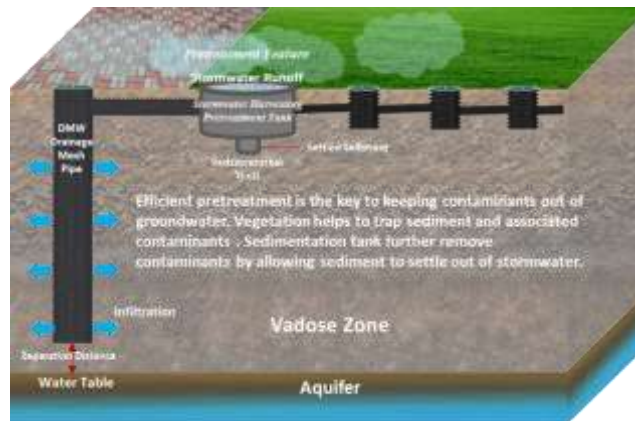 Pretreatment Feature
Stormwater Runoff
Stormwater
Pretreatment Tank
DMW
Drainage
Mesh
Pipe
Settled Sediment
Sedimentation
Well
Efficient pretreatment is the key to keeping contaminants out of
groundwater. Vegetation helps to trap sediment and associated
contaminants . Sedimentation tank further remove
contaminants by allowing sediment to settle out of stormwater.
Infiltration
Vadose Zone
Separation Distance
Water Table
Aquifer